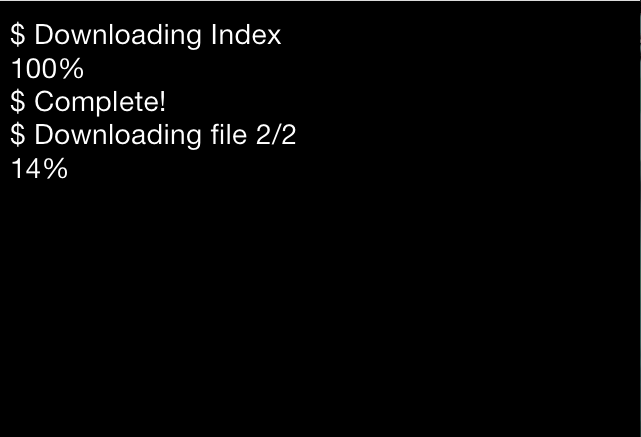 $ Downloading Index
100%
$ Complete!
$ Downloading file 2/2
14%